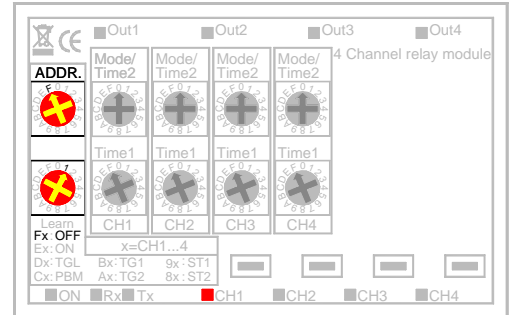 Out1 Out2 Out3 Out4
4 Channel relay module
ADDR. Mode/ Mode/ Mode/ Mode/
Time2 Time2 Time2 Time2
Time1 Time1 Time1 Time1
Learn CH1 CH2 CH3 CH4
Fx:OFF
Ex:ON x=CH1...4
Dx:TGL Bx:TG1 9x:ST1
Cx:PBM Ax:TG2 8x:ST2
ON Rx Tx CH1 CH2 CH3 CH4